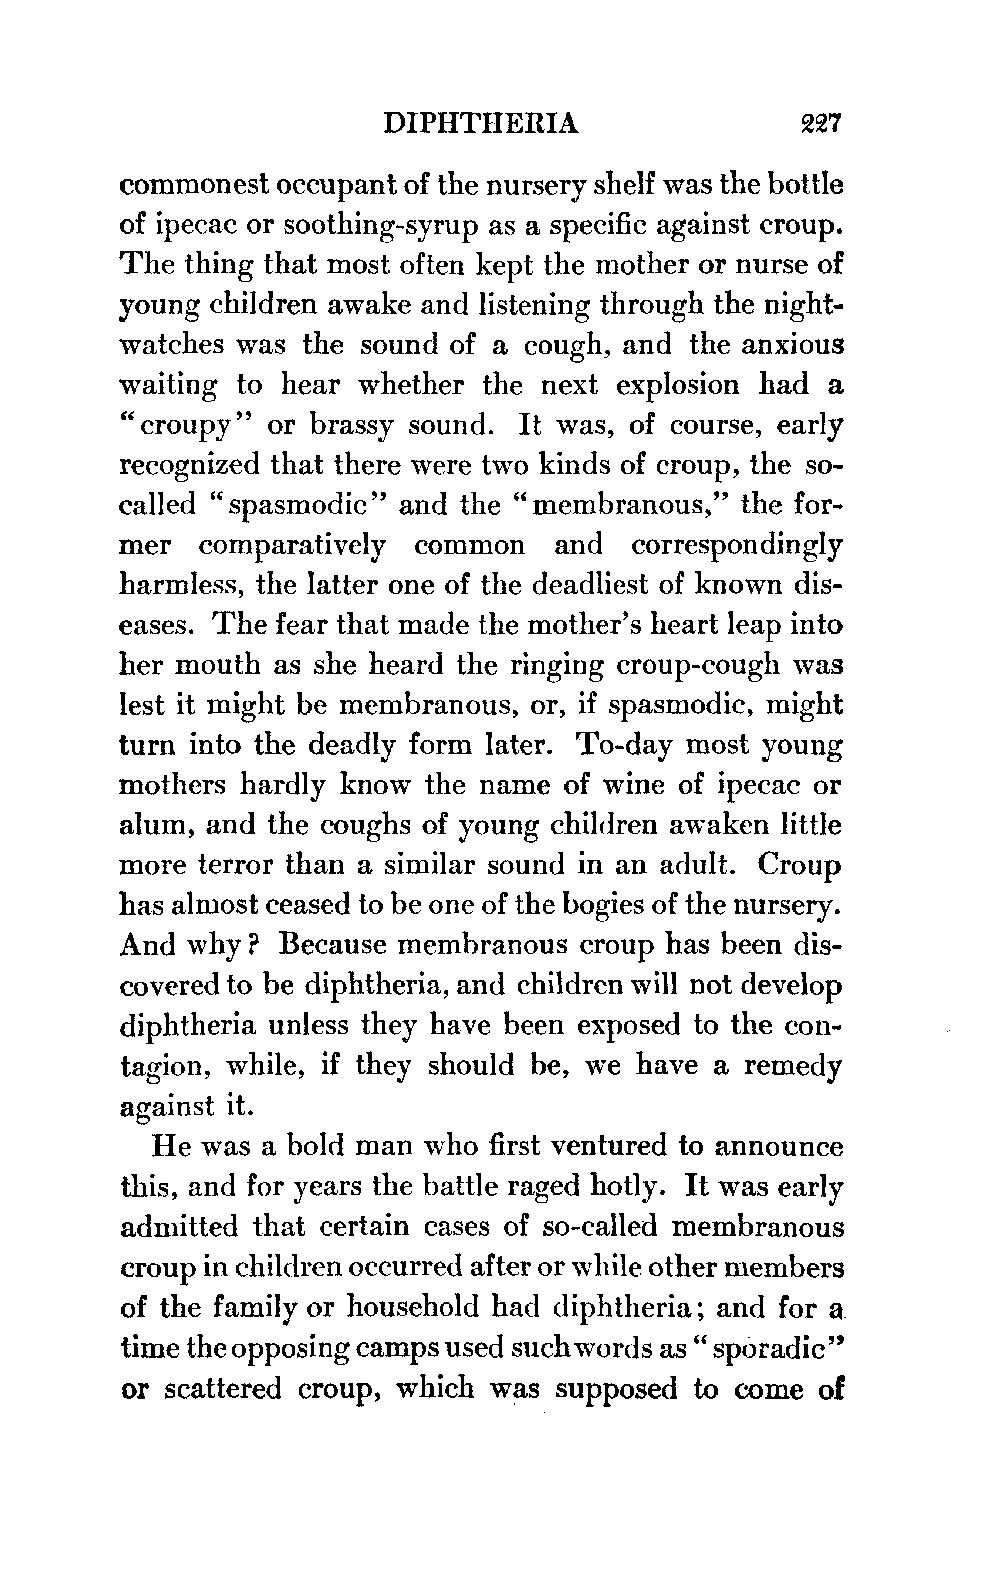 DIPHTHERIA 227
commonest occupant of the nursery shelf was the bottle
of ipecac or soothing-syrup as a specific against croup.
The thing that most often kept the mother or nurse of
young children awake and listening through the night-
watches was the sound of a cough, and the anxious
waiting to hear whether the next explosion had a
"croupy" or brassy sound. It was, of course, early
recognized that there were two kinds of croup, the so-
called "spasmodic" and the "membranous," the for-
mer comparatively common and correspondingly
harmless, the latter one of the deadliest of known dis-
eases. The fear that made the mother's heart leap into
her mouth as she heard the ringing croup-cough was
lest it might be membranous, or, if spasmodic, might
turn into the deadly form later. To-day most young
mothers hardly know the name of wine of ipecac or
alum, and the coughs of young children awaken little
more terror than a similar sound in an adult. Croup
has almost ceased to be one of the bogies of the nursery.
And why? Because membranous croup has been dis-
covered to be diphtheria, and children will not develop
diphtheria unless they have been exposed to the con-
tagion, while, if they should be, we have a remedy
against it.
He was a bold man who first ventured to announce
this, and for years the battle raged hotly. It was early
admitted that certain cases of so-called membranous
croup in children occurred after or while other members
of the family or household had diphtheria; and for a
time the opposing camps used such words as "sporadic"
or scattered croup, which was supposed to come of